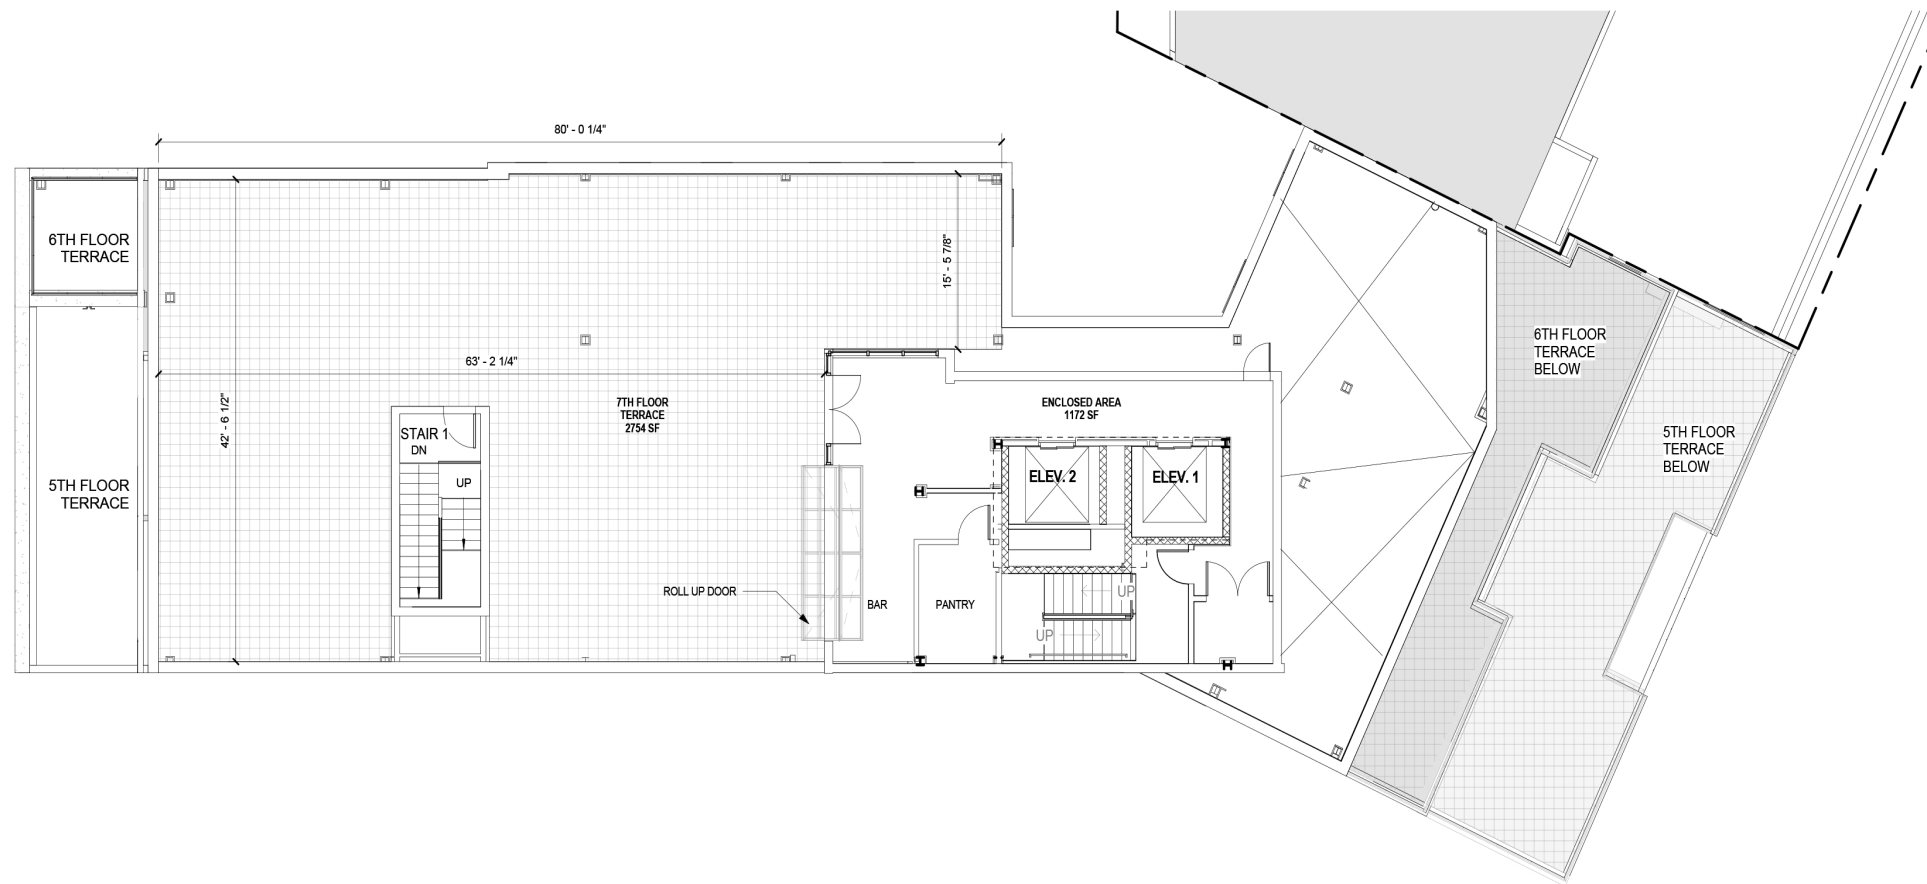 80' - 0 1/4"
6TH FLOOR
TERRACE
15' - 5 7/8"
63' - 2 1/4"
42' - 6 1/2"
7TH FLOOR
TERRACE
2754 SF
ENCLOSED AREA
1172 SF
6TH FLOOR
TERRACE
BELOW
STAIR 1
DN
UP
5TH FLOOR
TERRACE
BELOW
ELEV. 2
ELEV. 1
5TH FLOOR
TERRACE
ROLL UP DOOR
BAR
PANTRY
UP
UP